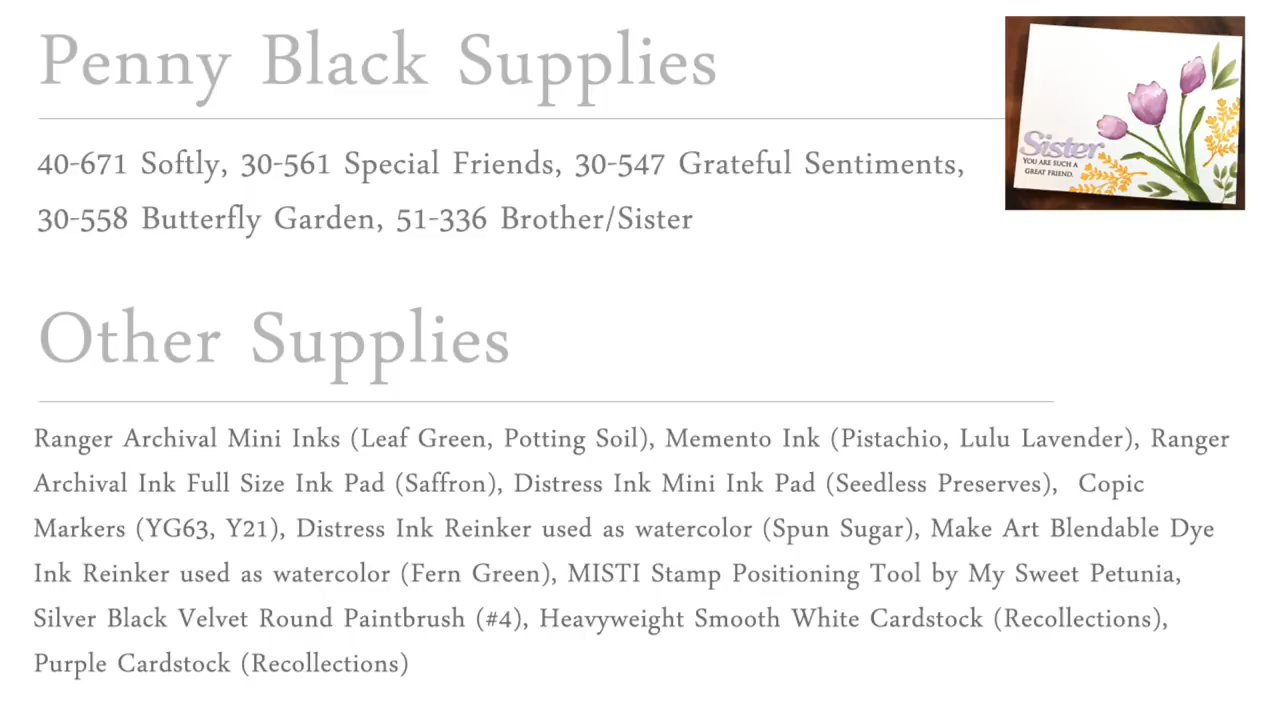 Penny Black Supplies
40-671 Softly, 30-561 Special Friends, 30-547 Grateful Sentiments,
30-558 Butterfly Garden, 51-336 Brother/Sister
Sister
YOU ARE SUCH A
GREAT FRIEND.
Other Supplies
Ranger Archival Mini Inks (Leaf Green, Potting Soil), Memento Ink (Pistachio, Lulu Lavender), Ranger
Archival Ink Full Size Ink Pad (Saffron), Distress Ink Mini Ink Pad (Seedless Preserves), Copic
Markers (YG63, Y21), Distress Ink Reinker used as watercolor (Spun Sugar), Make Art Blendable Dye
Ink Reinker used as watercolor (Fern Green), MISTI Stamp Positioning Tool by My Sweet Petunia,
Silver Black Velvet Round Paintbrush (#4), Heavyweight Smooth White Cardstock (Recollections),
Purple Cardstock (Recollections)